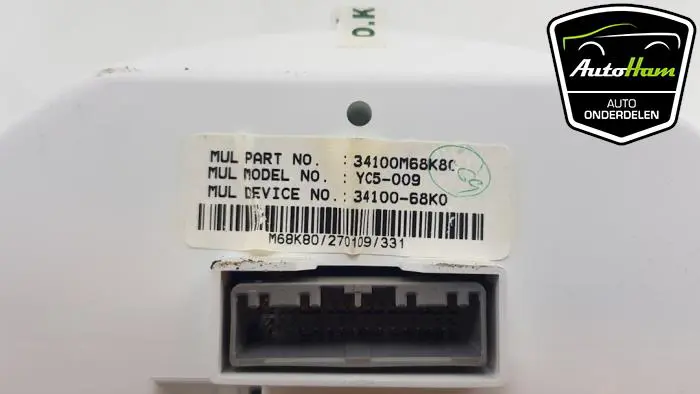 O.K
AutoHam
AUTO
ONDERDELEN
MUL PART NO. : 34100M68K80
MUL MODEL NO. : YC5-009
MUL DEVICE NO.: 34100-68K0
M68K80/270109/331